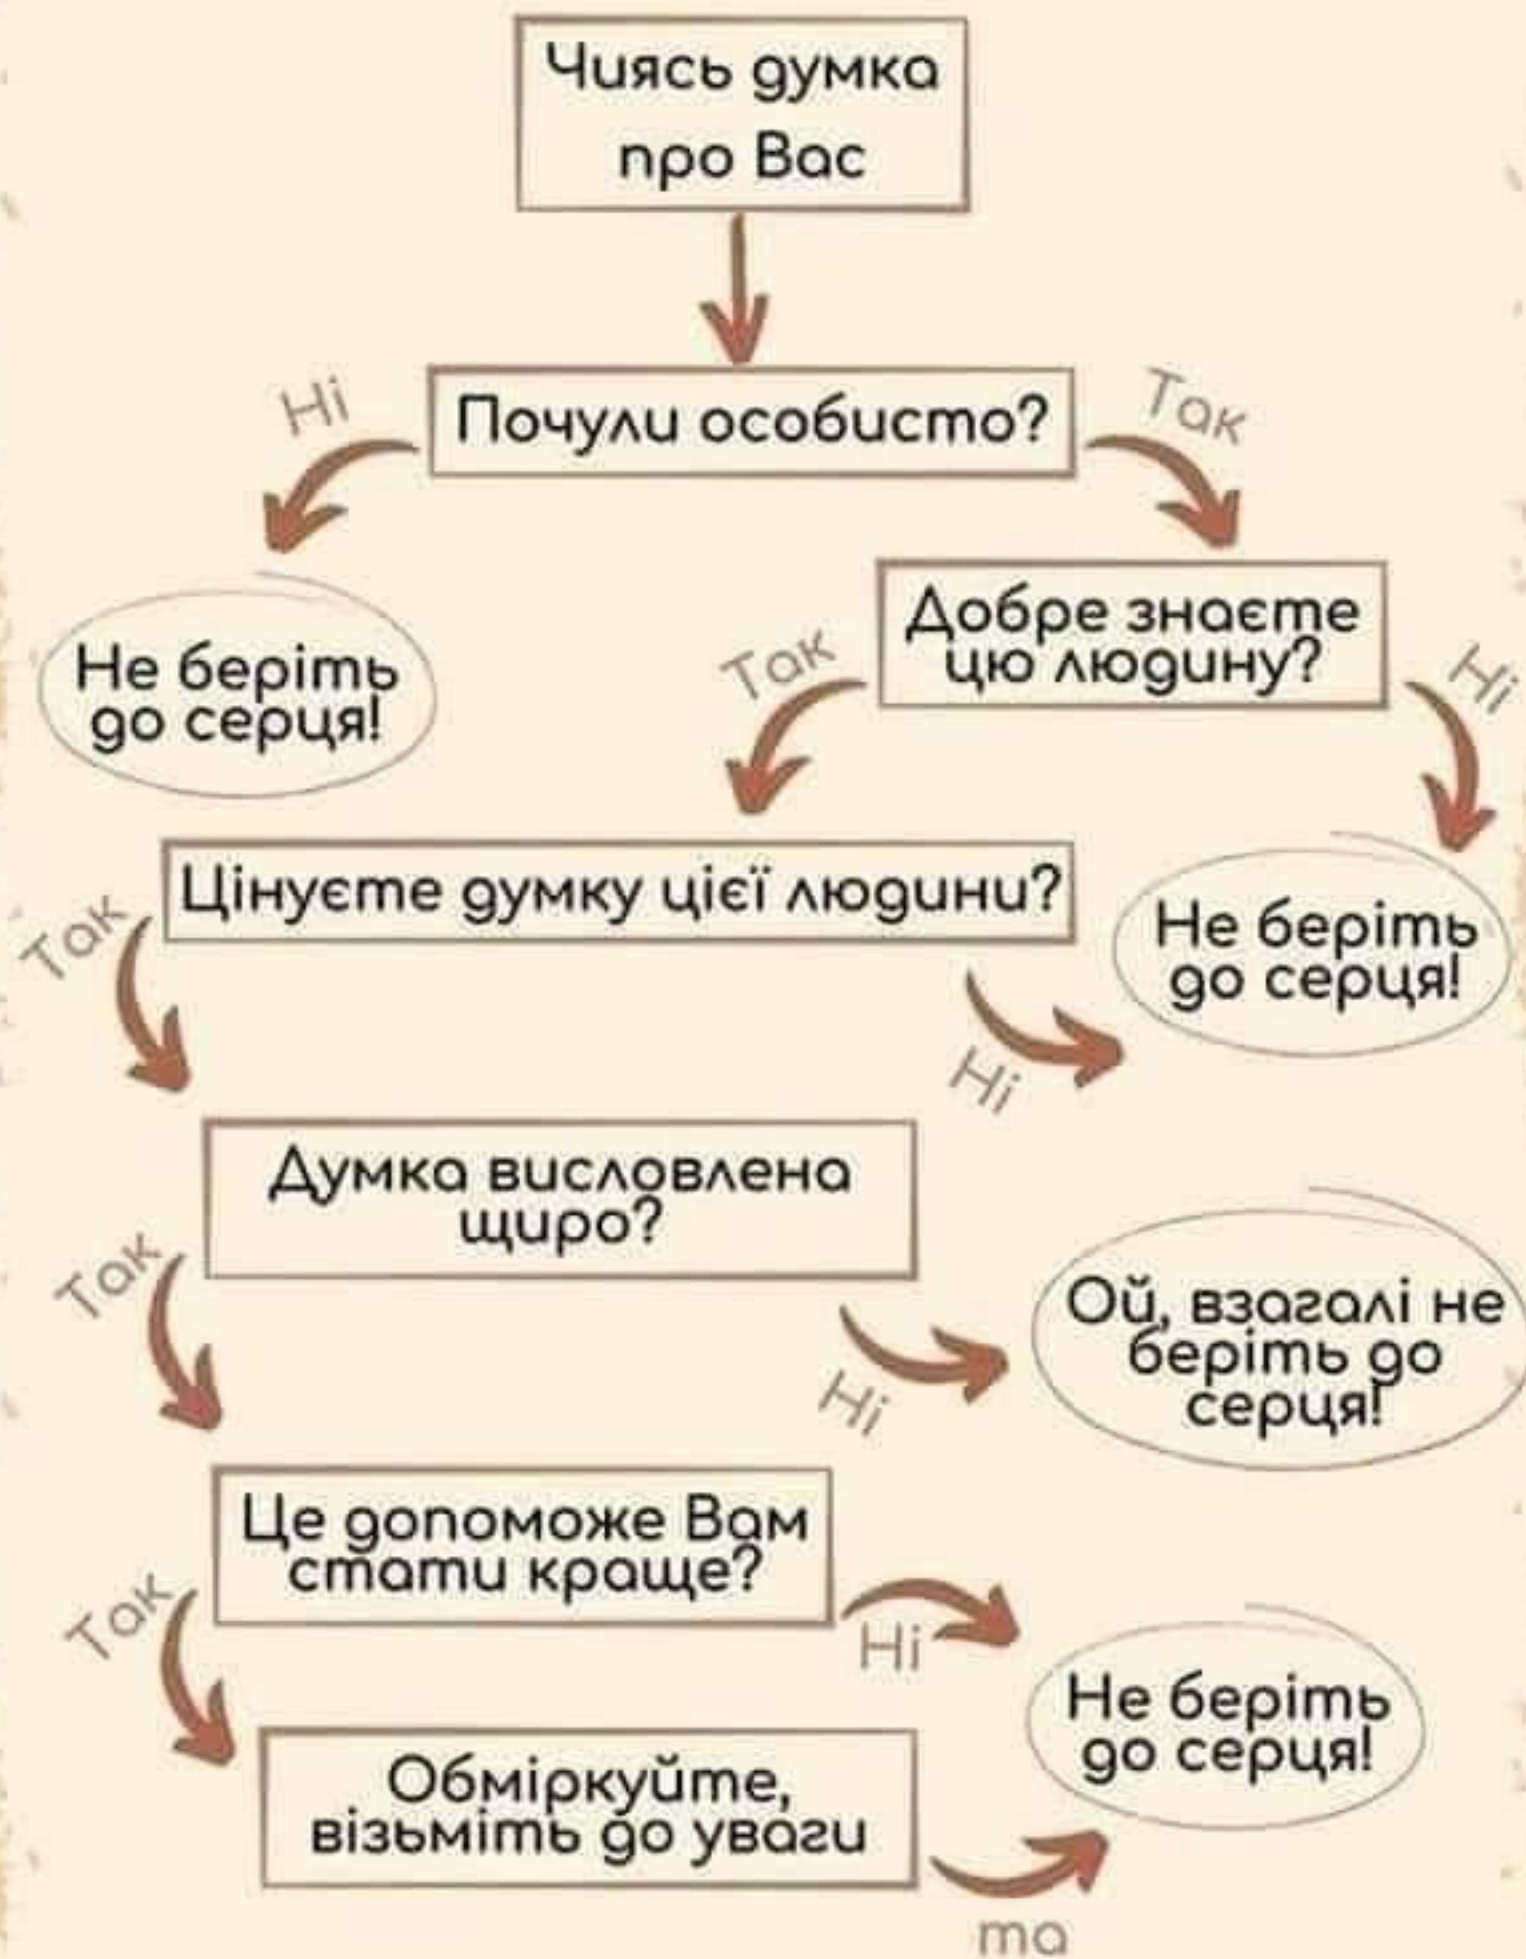 Чиясь думка
про Вас
Ні
Почули особисто?
Так
Не беріть
до серця!
Так
Добре знаєте
цю людину?
Ні
Так
Цінуєте думку цієї людини?
Ні
Не беріть
до серця!
Думка висловлена
щиро?
Так
Ні
Ой, взагалі не
беріть до
серця!
Це допоможе Вам
стати краще?
Так
Ні
Не беріть
до серця!
Обміркуйте,
візьміть до уваги
та